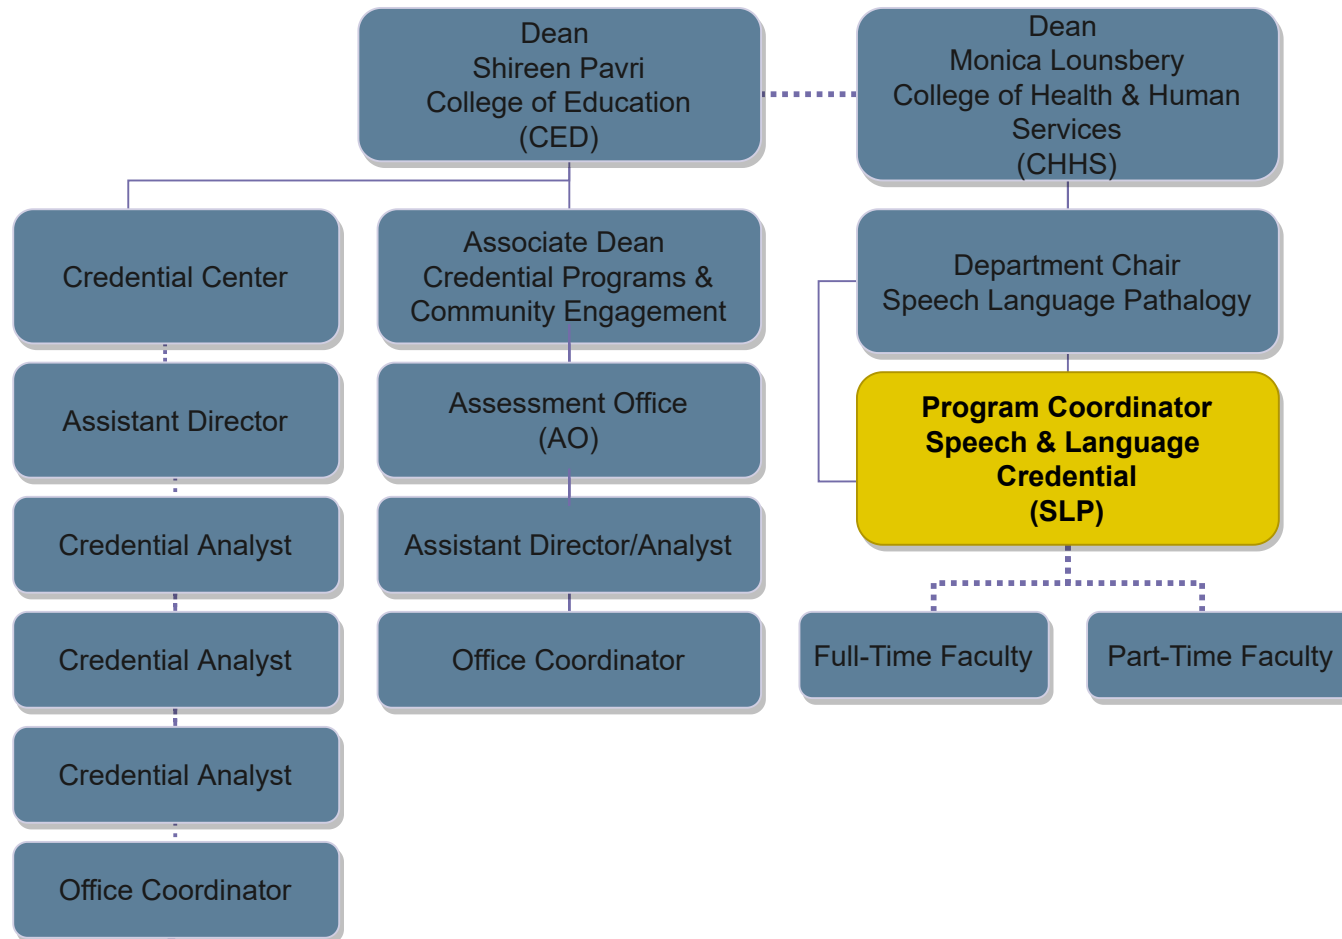 Dean
Shireen Pavri
College of Education
(CED)
Dean
Monica Lounsbery
College of Health & Human
Services
(CHHS)
Credential Center
Associate Dean
Credential Programs &
Community Engagement
Department Chair
Speech Language Pathalogy
Assistant Director
Assessment Office
(AO)
Program Coordinator
Speech & Language
Credential
(SLP)
Credential Analyst
Assistant Director/Analyst
Credential Analyst
Office Coordinator
Full-Time Faculty
Part-Time Faculty
Credential Analyst
Office Coordinator